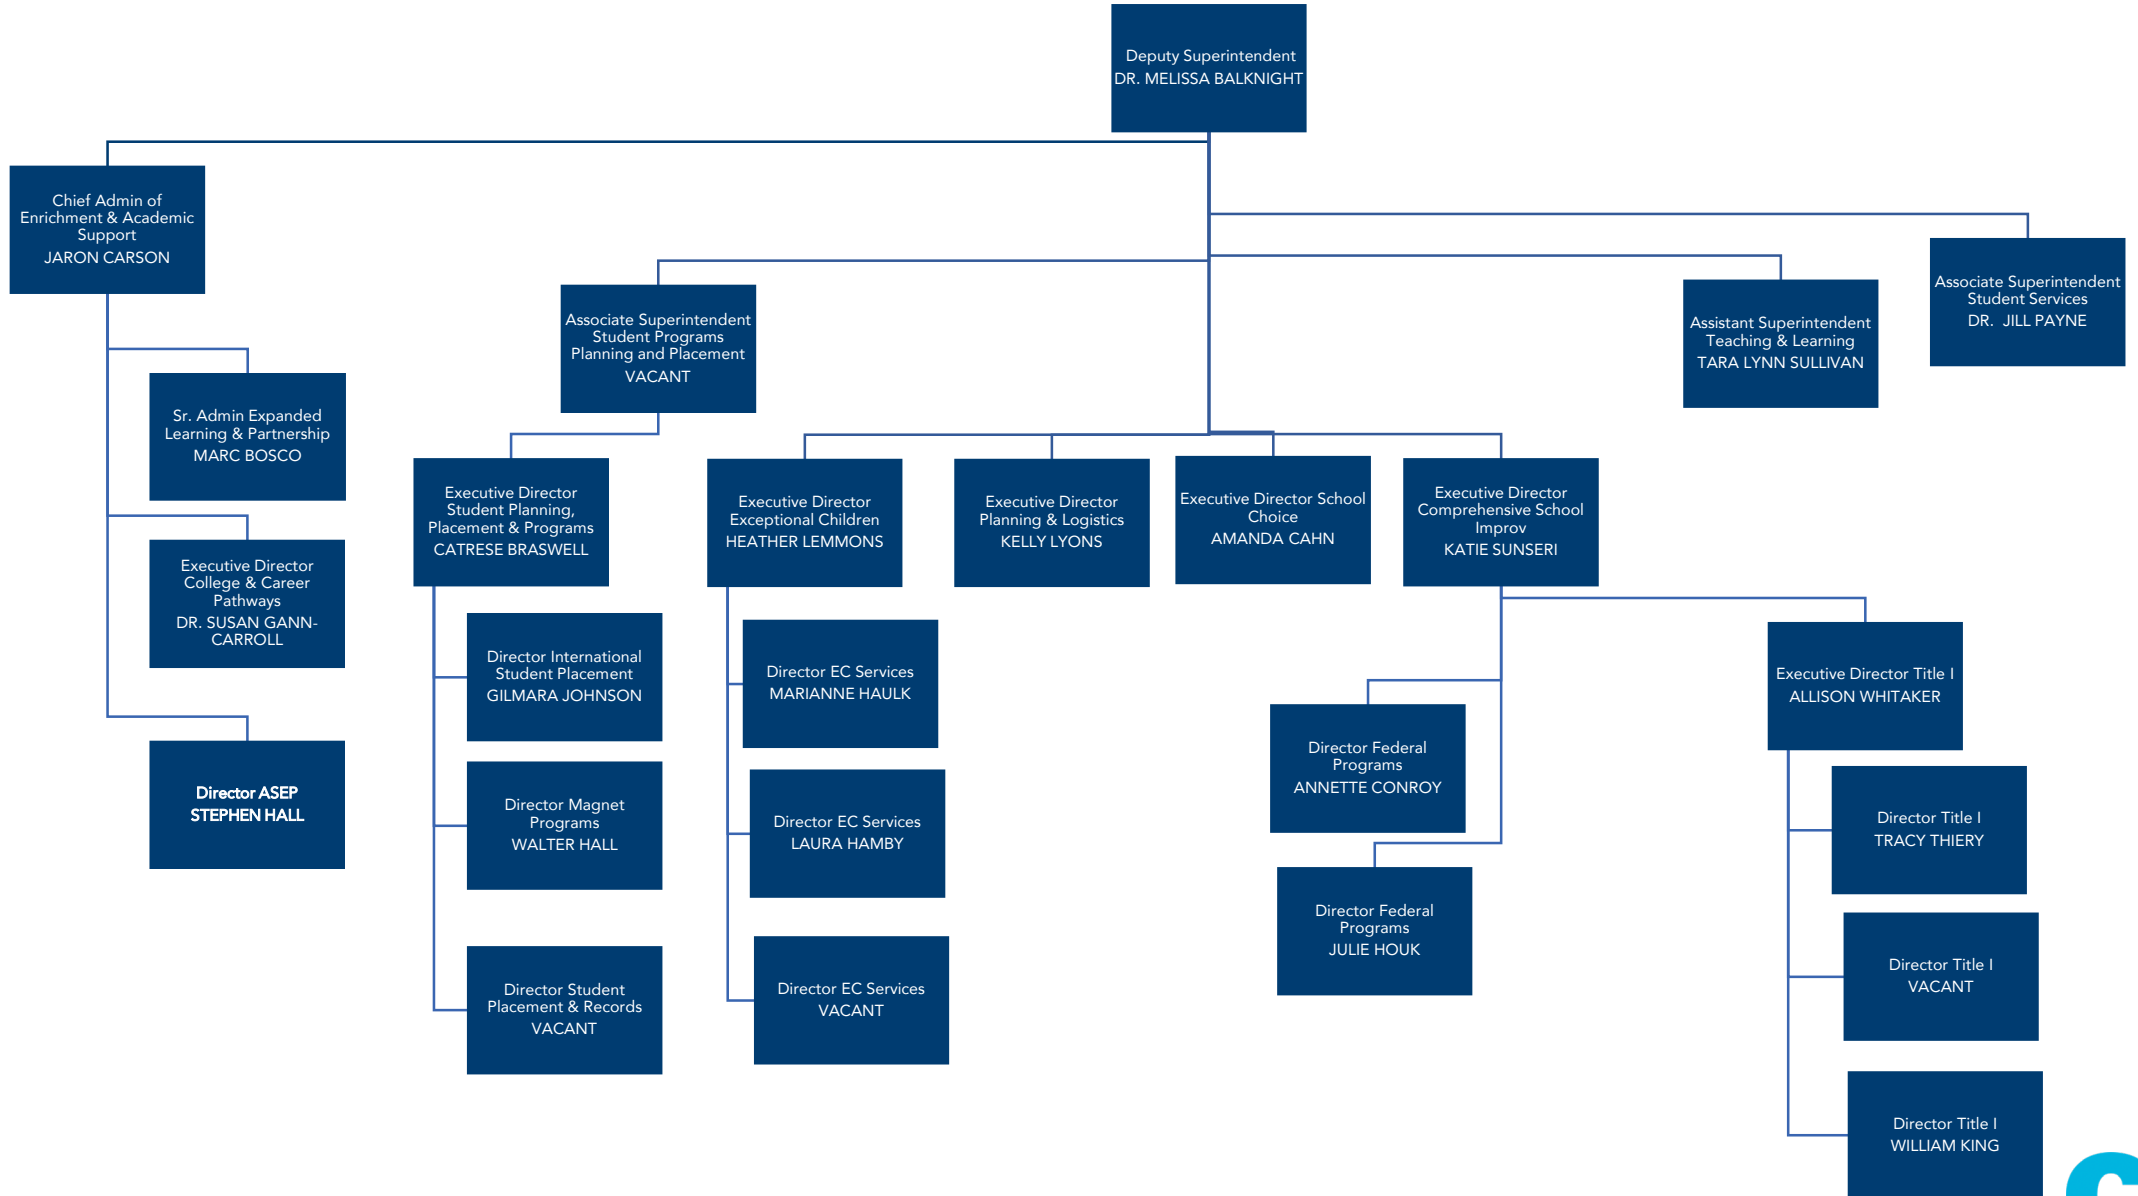 Deputy Superintendent
DR. MELISSA BALKNIGHT
Chief Admin of
Enrichment & Academic
Support
JARON CARSON
Associate Superintendent
Student Services
DR. JILL PAYNE
Assistant Superintendent
Teaching & Learning
TARA LYNN SULLIVAN
Associate Superintendent
Student Programs
Planning and Placement
VACANT
Sr. Admin Expanded
Learning & Partnership
MARC BOSCO
Executive Director
College & Career
Pathways
DR. SUSAN GANN-
CARROLL
Director ASEP
STEPHEN HALL
Executive Director
Student Planning,
Placement & Programs
CATRESE BRASWELL
Director International
Student Placement
GILMARA JOHNSON
Director Magnet
Programs
WALTER HALL
Director Student
Placement & Records
VACANT
Executive Director
Exceptional Children
HEATHER LEMMONS
Director EC Services
MARIANNE HAULK
Director EC Services
LAURA HAMBY
Director EC Services
VACANT
Executive Director
Planning & Logistics
KELLY LYONS
Executive Director School
Choice
AMANDA CAHN
Executive Director
Comprehensive School
Improv
KATIE SUNSERI
Director Federal
Programs
ANNETTE CONROY
Director Federal
Programs
JULIE HOUK
Executive Director Title I
ALLISON WHITAKER
Director Title I
TRACY THIERY
Director Title I
VACANT
Director Title I
WILLIAM KING